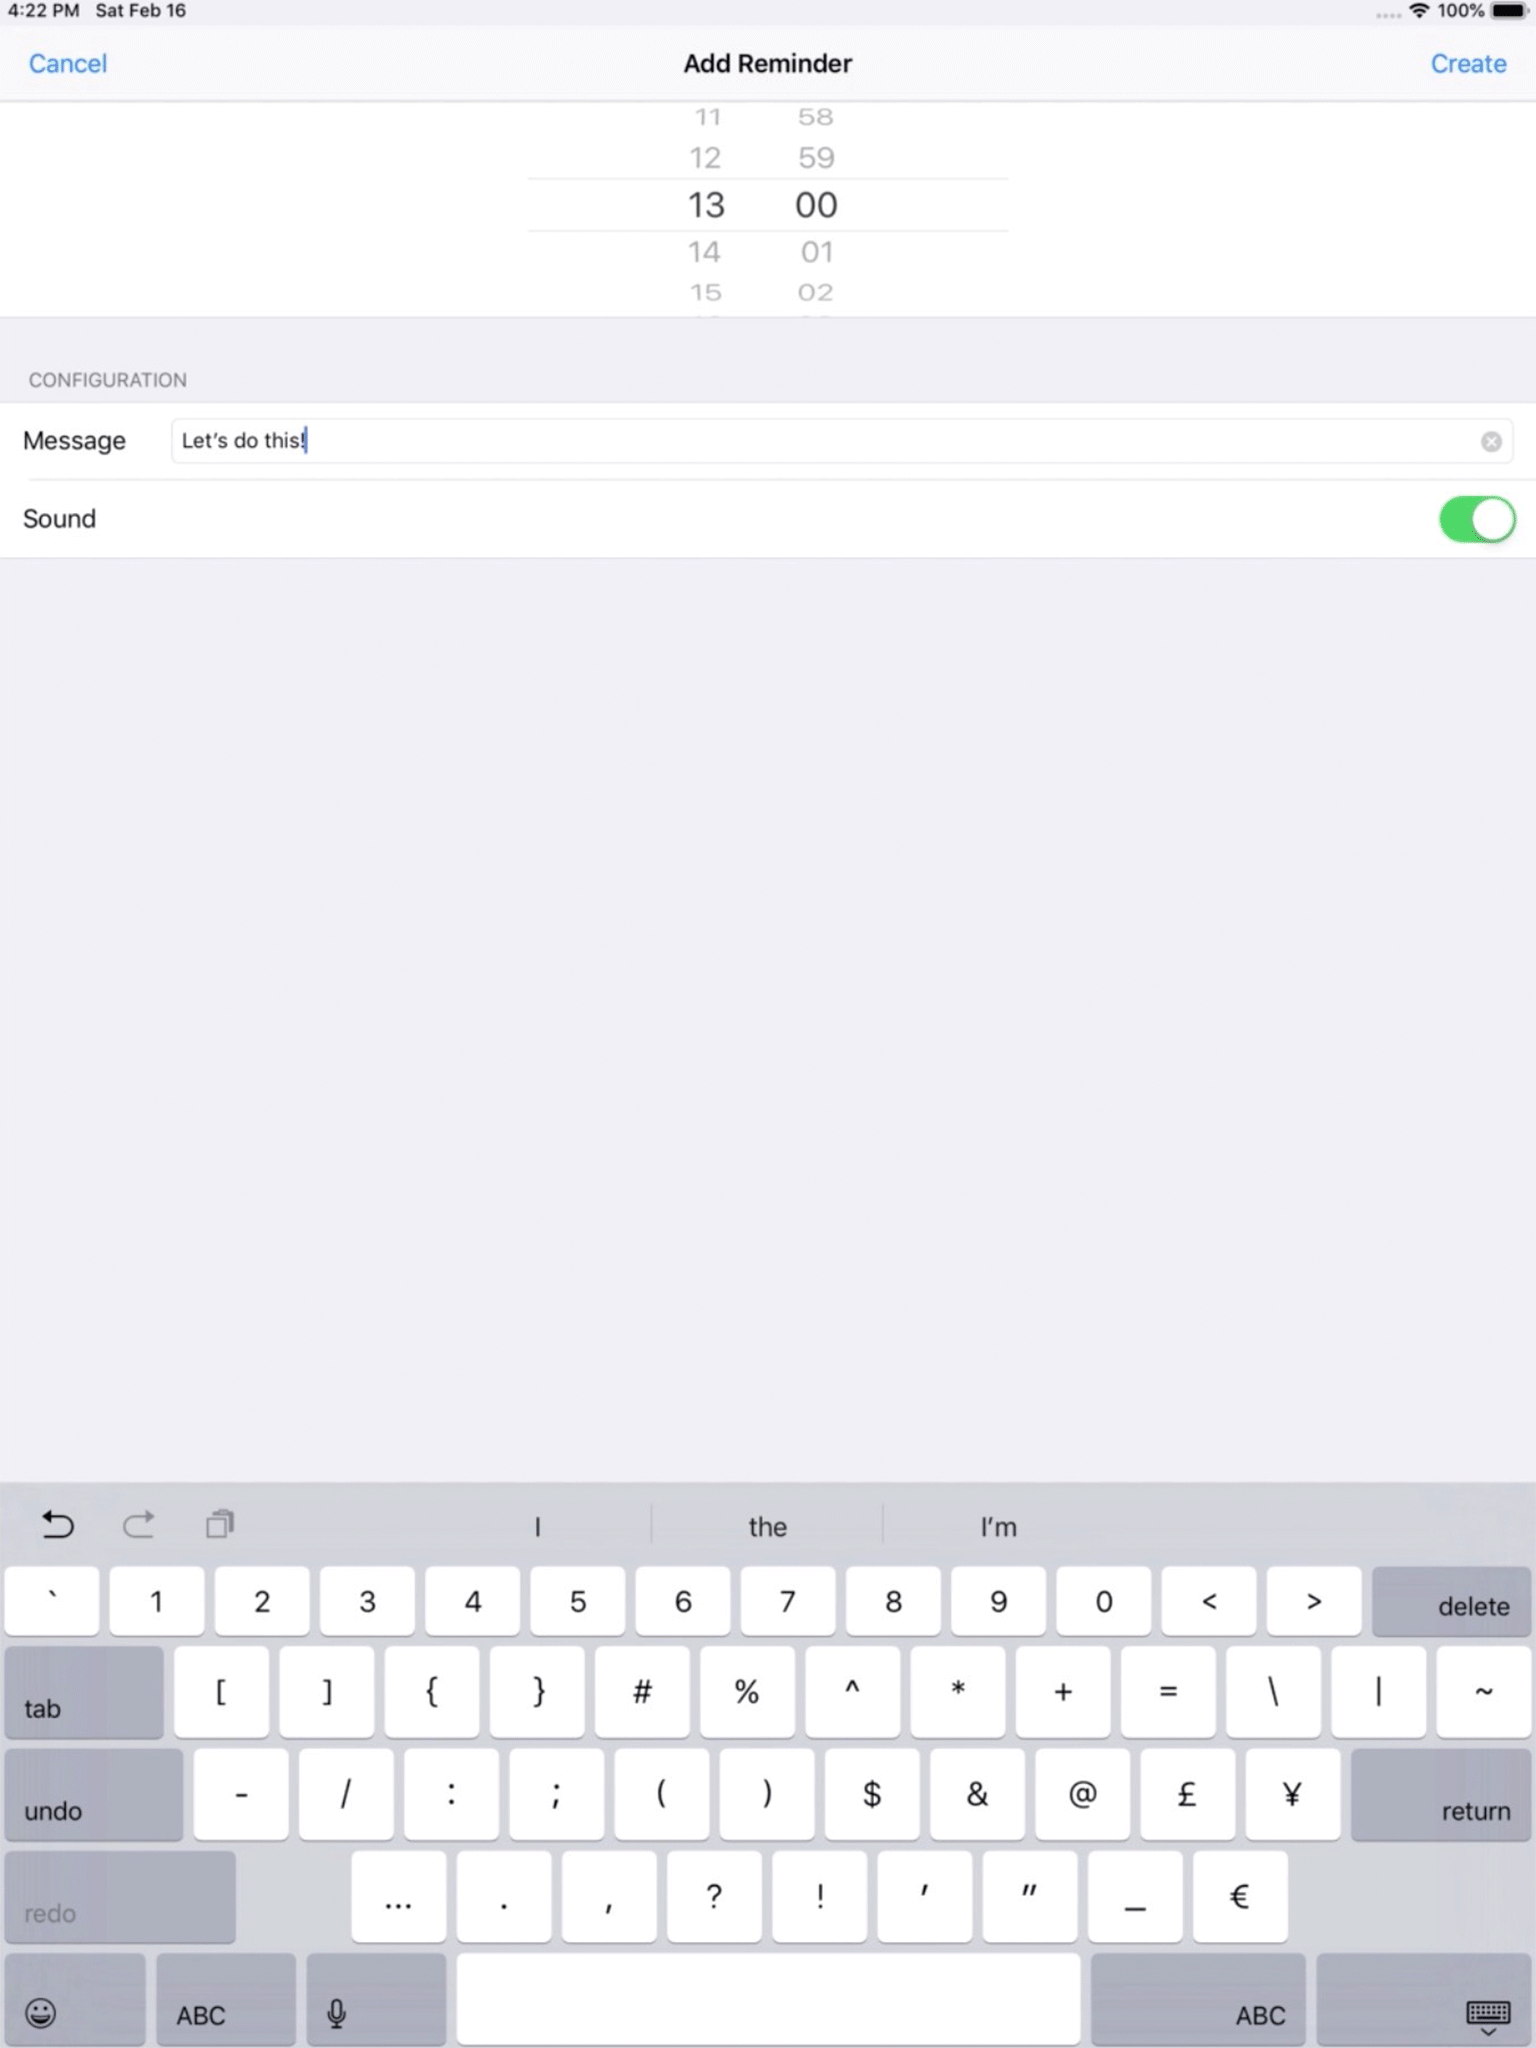 4:22 PM Sat Feb 16 100%
Cancel Add Reminder Create
11 58
12 59
13 00
14 01
15 02
CONFIGURATION
Message Let’s do this!
Sound
I the I’m
` 1 2 3 4 5 6 7 8 9 0 < > delete
tab [ ] { } # % ^ * + = \ | ~
undo - / : ; ( ) $ & @ £ ¥ return
redo … . , ? ! ' " _ €
ABC ABC